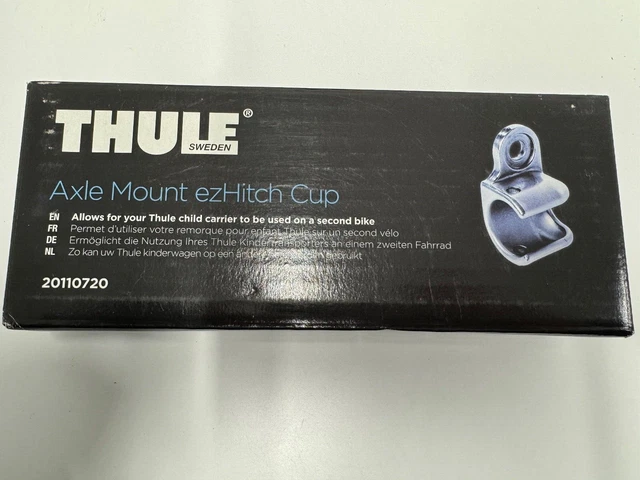 THULE®
SWEDEN
Axle Mount ezHitch Cup
EN Allows for your Thule child carrier to be used on a second bike
FR Permet d'utiliser votre remorque pour enfant Thule sur un second vélo
DE Ermöglicht die Nutzung Ihres Thule Kindertransporters an einem zweiten Fahrrad
NL Zo kan uw Thule kinderwagen op een andere gebruikt
20110720